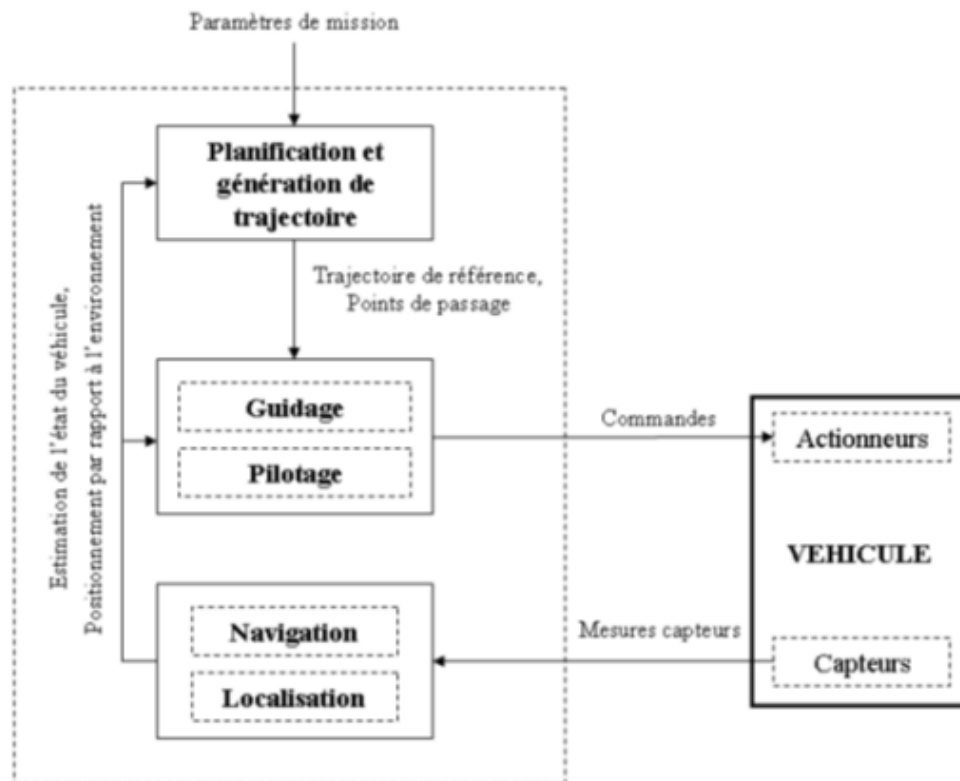 Paramètres de mission
Planification et
génération de
trajectoire
Trajectoire de référence,
Points de passage
Estimation de l'état du véhicule,
Positionnement par rapport à l'environnement
Guidage
Pilotage
Commandes
Actionneurs
VEHICULE
Navigation
Localisation
Mesures capteurs
Capteurs